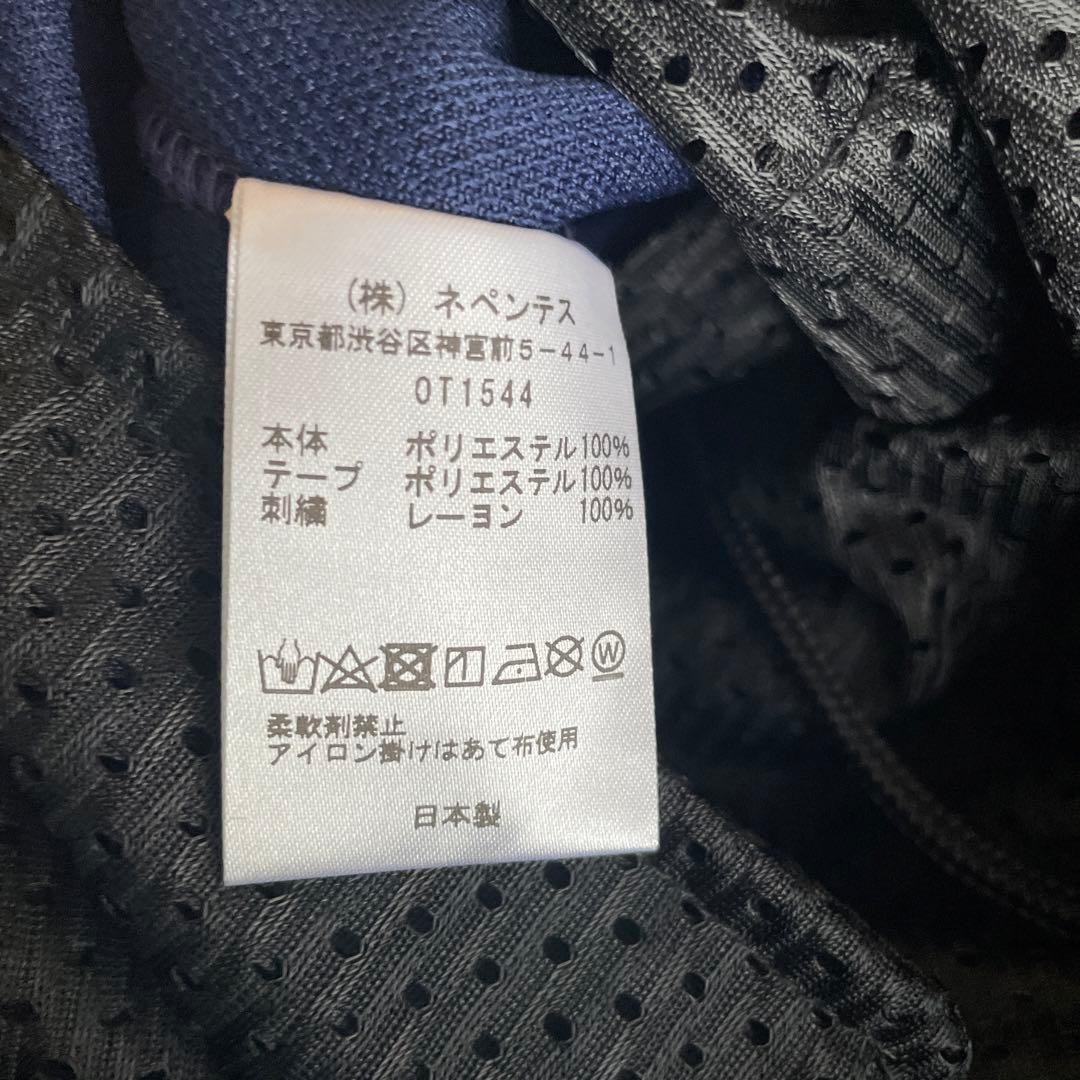 (株) ネペンテス
東京都渋谷区神宮前5-44-1
OT1544
本体 ポリエステル100%
テープ ポリエステル100%
刺繍 レーヨン 100%
W
柔軟剤禁止
アイロン掛けはあて布使用
日本製